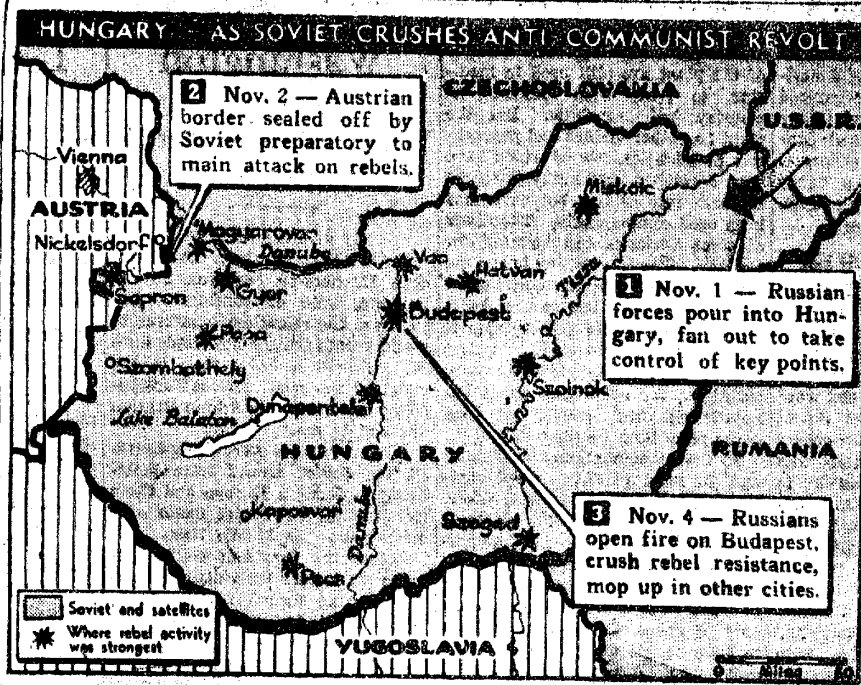 HUNGARY - AS SOVIET CRUSHES ANTI-COMMUNIST REVOLT
2 Nov. 2 — Austrian
border sealed off by
Soviet preparatory to
main attack on rebels.
CZECHOSLOVAKIA
U.S.S.R.
Vienna
AUSTRIA
Miskolc
Nickelsdorf
Magyarovar
Danube
Vac
Hatvan
Tisza
Sopron
Gyor
Budapest
1 Nov. 1 — Russian
forces pour into Hun-
gary, fan out to take
control of key points.
Papa
Szombathely
Szolnok
Lake Balaton
Dunapentele
HUNGARY
RUMANIA
Kaposvar
Danube
Szeged
3 Nov. 4 — Russians
open fire on Budapest,
crush rebel resistance,
mop up in other cities.
Pecs
Soviet and satellites
Where rebel activity
was strongest
YUGOSLAVIA
0 Miles